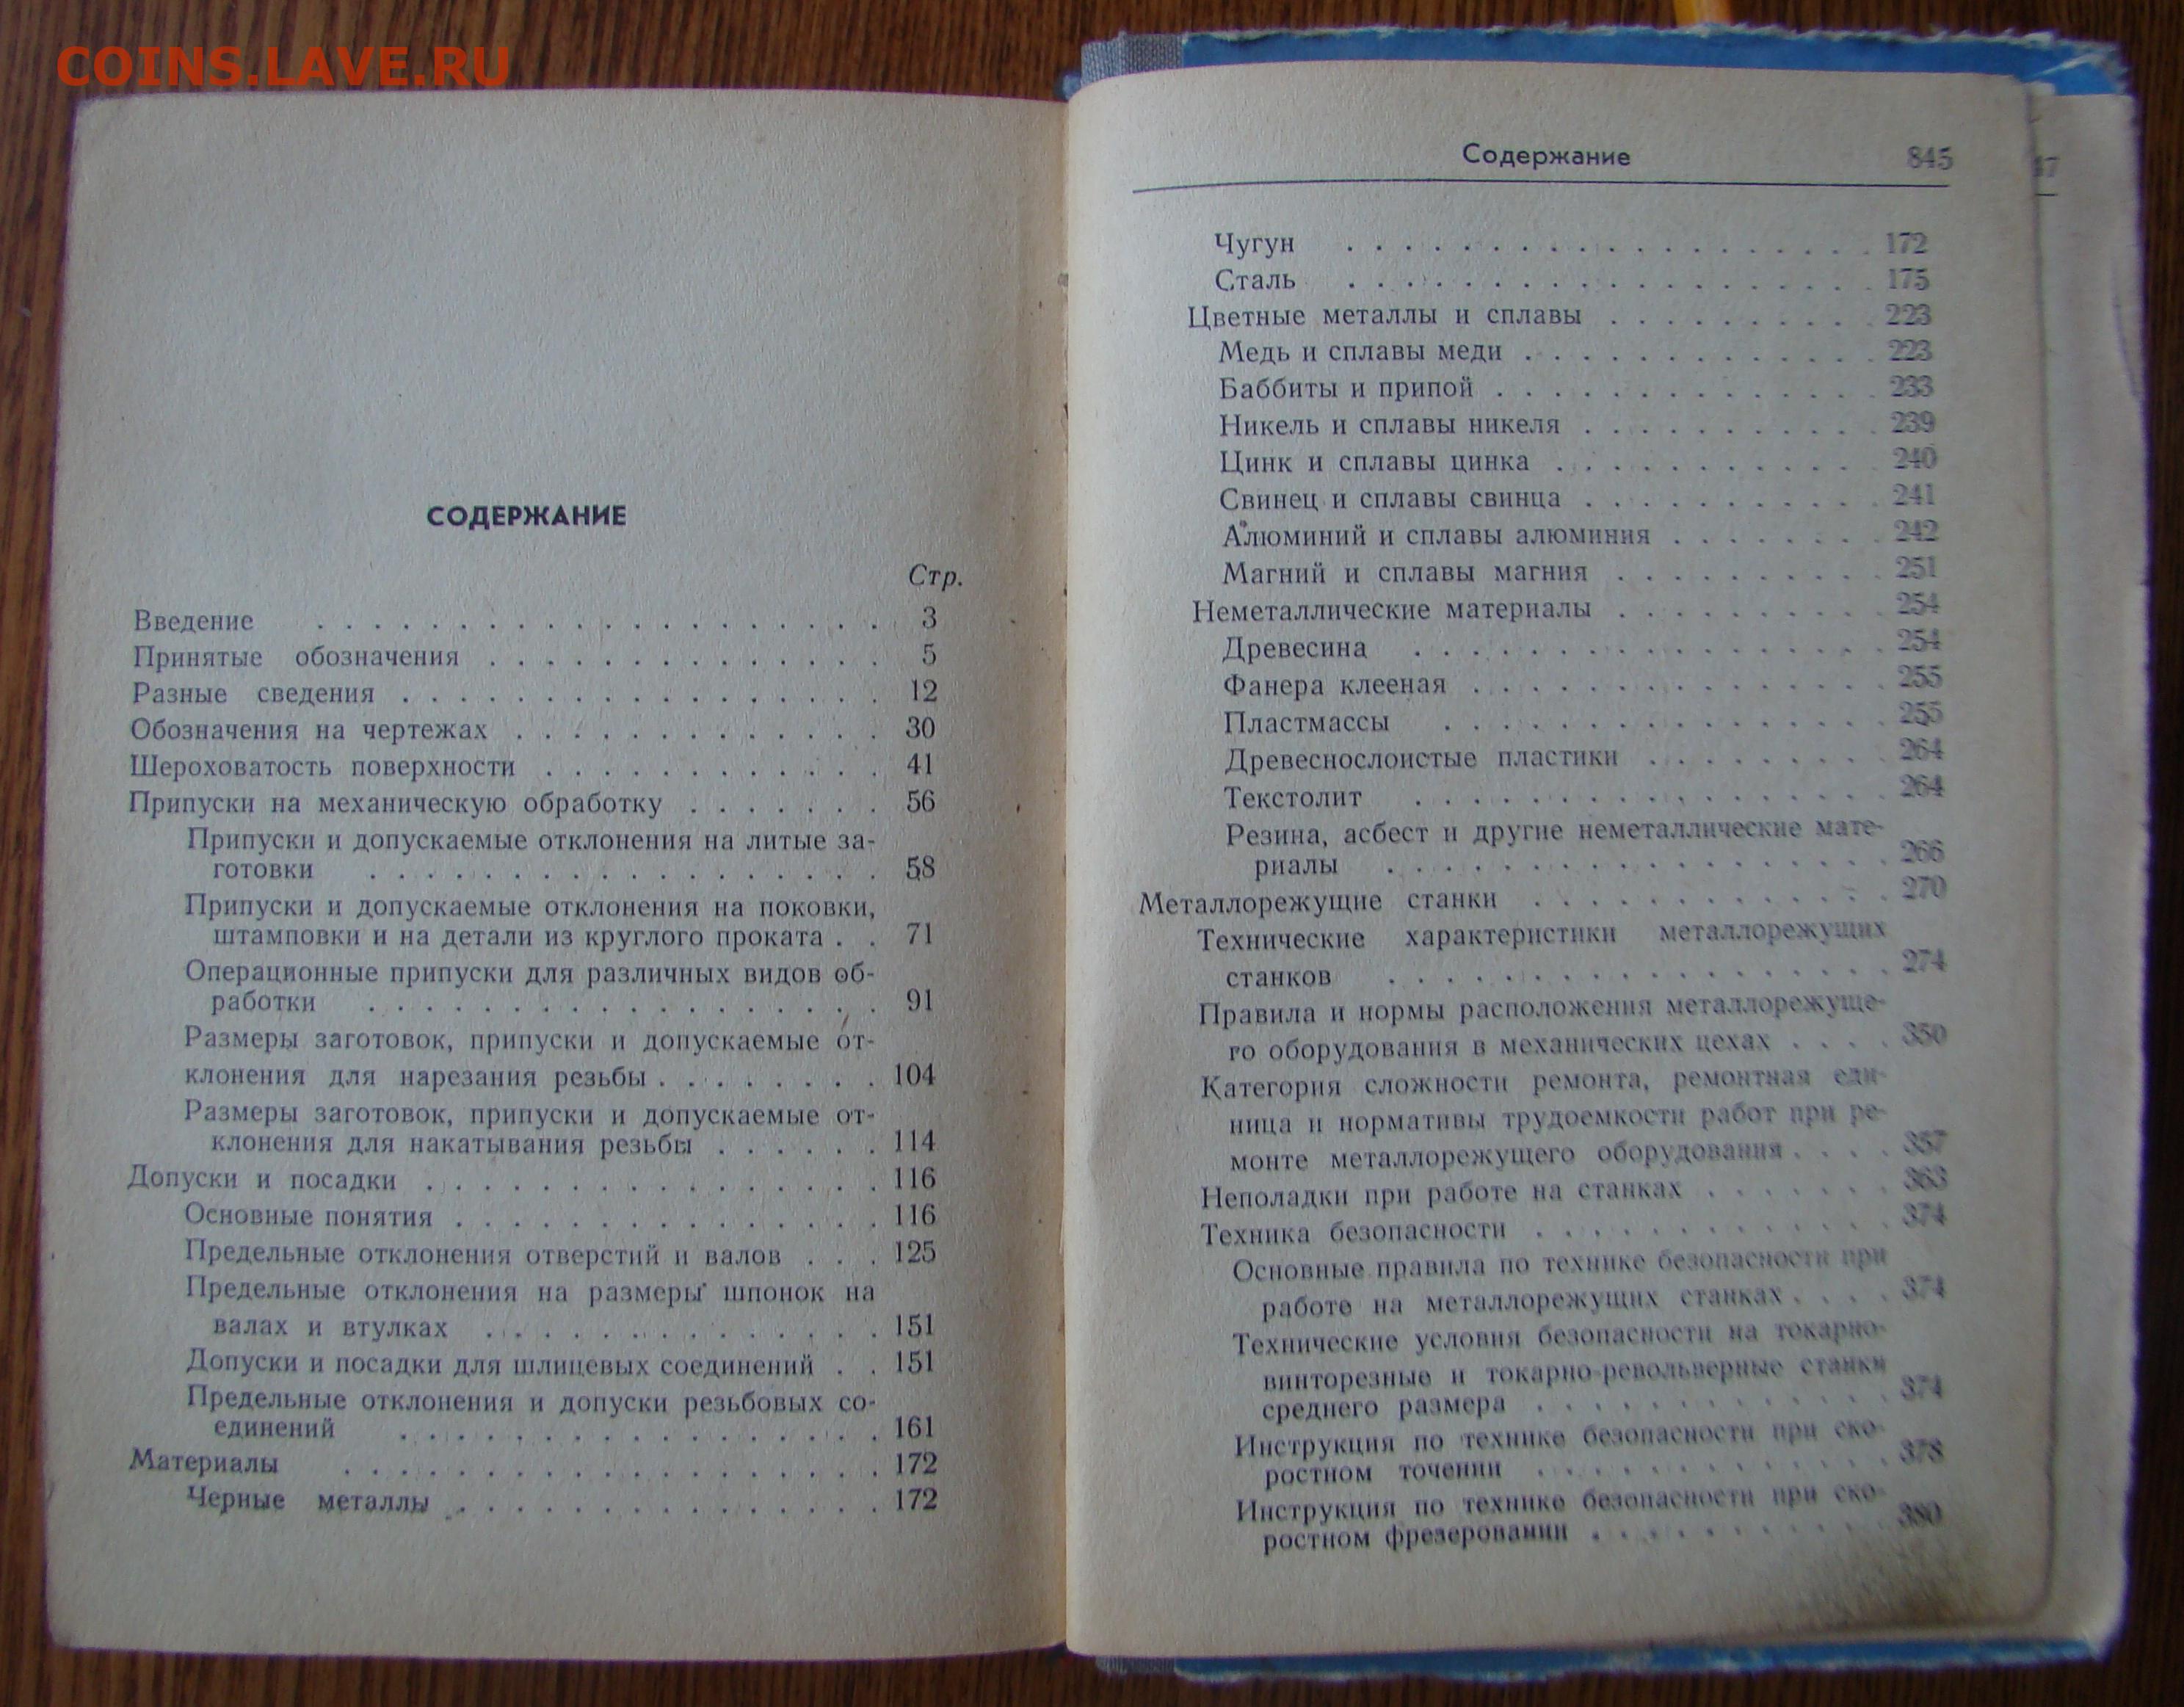 COINS.LAVE.RU
СОДЕРЖАНИЕ
Стр.
Введение . . . . . . . . . . . . . . . . . . . . 3
Принятые обозначения . . . . . . . . . . . . . . 5
Разные сведения . . . . . . . . . . . . . . . . . 12
Обозначения на чертежах . . . . . . . . . . . . . 30
Шероховатость поверхности . . . . . . . . . . . . 41
Припуски на механическую обработку . . . . . . . 56
Припуски и допускаемые отклонения на литые за-
готовки . . . . . . . . . . . . . . . . . . 58
Припуски и допускаемые отклонения на поковки,
штамповки и на детали из круглого проката . . 71
Операционные припуски для различных видов об-
работки . . . . . . . . . . . . . . . . . . 91
Размеры заготовок, припуски и допускаемые от-
клонения для нарезания резьбы . . . . . . . . 104
Размеры заготовок, припуски и допускаемые от-
клонения для накатывания резьбы . . . . . . 114
Допуски и посадки . . . . . . . . . . . . . . . . 116
Основные понятия . . . . . . . . . . . . . . . 116
Предельные отклонения отверстий и валов . . . 125
Предельные отклонения на размеры шпонок на
валах и втулках . . . . . . . . . . . . . . 151
Допуски и посадки для шлицевых соединений . . 151
Предельные отклонения и допуски резьбовых со-
единений . . . . . . . . . . . . . . . . . 161
Материалы . . . . . . . . . . . . . . . . . . . 172
Черные металлы . . . . . . . . . . . . . . . 172
Содержание 845
47
Чугун . . . . . . . . . . . . . . . . . . . 172
Сталь . . . . . . . . . . . . . . . . . . . 175
Цветные металлы и сплавы . . . . . . . . . . 223
Медь и сплавы меди . . . . . . . . . . . . . 223
Баббиты и припой . . . . . . . . . . . . . . 233
Никель и сплавы никеля . . . . . . . . . . . 239
Цинк и сплавы цинка . . . . . . . . . . . 240
Свинец и сплавы свинца . . . . . . . . . . . 241
Алюминий и сплавы алюминия . . . . . . . . 242
Магний и сплавы магния . . . . . . . . . . 251
Неметаллические материалы . . . . . . . . . . 254
Древесина . . . . . . . . . . . . . . . . . 254
Фанера клееная . . . . . . . . . . . . . . . 255
Пластмассы . . . . . . . . . . . . . . . . 255
Древеснослоистые пластики . . . . . . . . . 264
Текстолит . . . . . . . . . . . . . . . . . 264
Резина, асбест и другие неметаллические мате-
риалы . . . . . . . . . . . . . . . . . . 266
Металлорежущие станки . . . . . . . . . . . . . 270
Технические характеристики металлорежущих
станков . . . . . . . . . . . . . . . . . . 274
Правила и нормы расположения металлорежуще-
го оборудования в механических цехах . . . . 350
Категория сложности ремонта, ремонтная еди-
ница и нормативы трудоемкости работ при ре-
монте металлорежущего оборудования . . . . 357
Неполадки при работе на станках . . . . . . . 363
Техника безопасности . . . . . . . . . . . . . 374
Основные правила по технике безопасности при
работе на металлорежущих станках . . . . 374
Технические условия безопасности на токарно-
винторезные и токарно-револьверные станки
среднего размера . . . . . . . . . . . . . 374
Инструкция по технике безопасности при ско-
ростном точении . . . . . . . . . . . . . 378
Инструкция по технике безопасности при ско-
ростном фрезеровании . . . . . . . . . . . 380